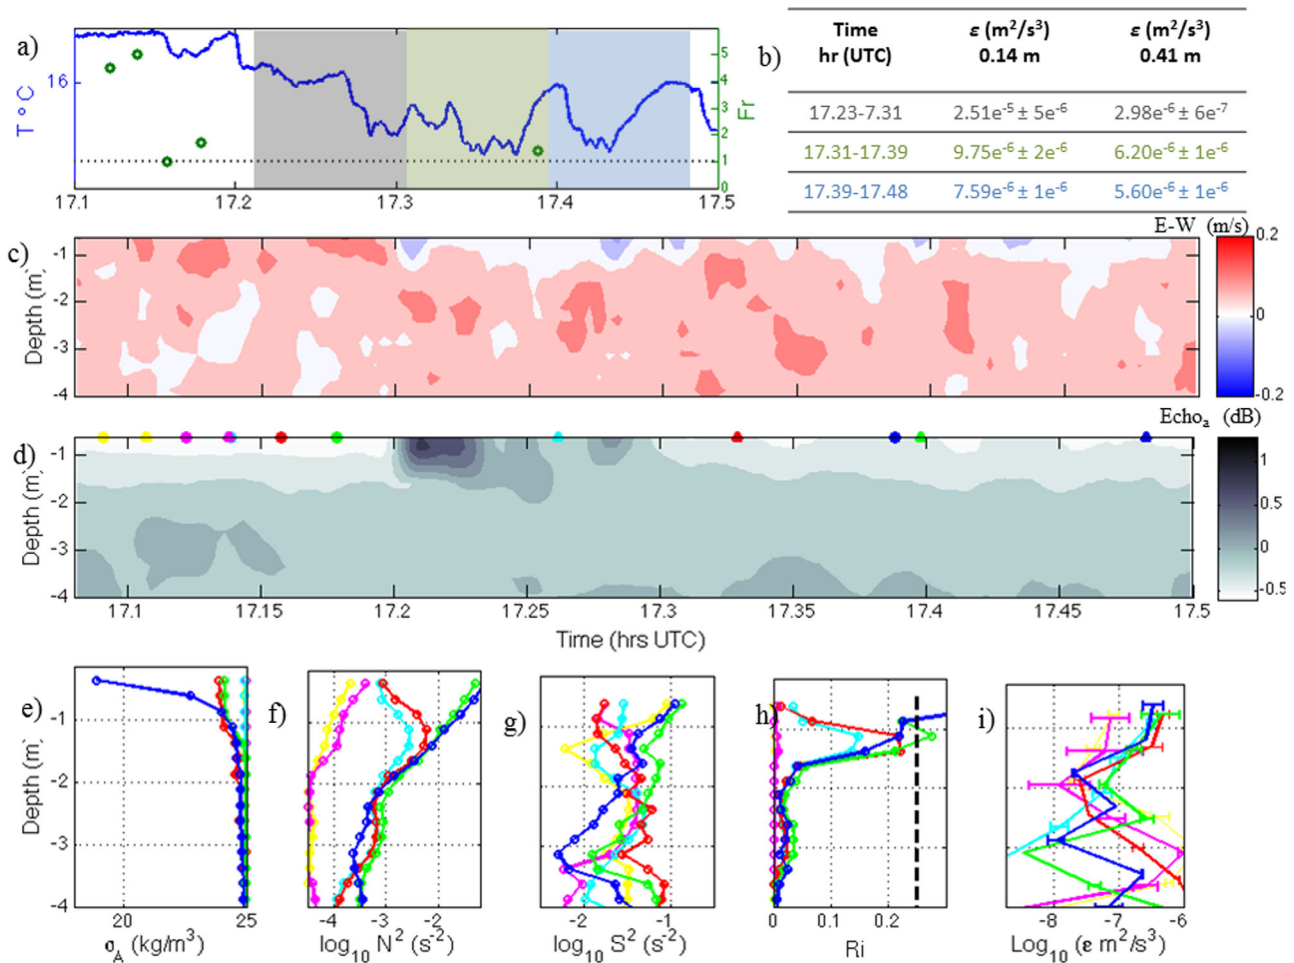 a)
T °C
16
5
4
3
2
1
0
Fr
17.1 17.2 17.3 17.4 17.5
b)
Time ε (m²/s³) ε (m²/s³)
hr (UTC) 0.14 m 0.41 m
17.23-7.31 2.51e⁻⁵ ± 5e⁻⁶ 2.98e⁻⁶ ± 6e⁻⁷
17.31-17.39 9.75e⁻⁶ ± 2e⁻⁶ 6.20e⁻⁶ ± 1e⁻⁶
17.39-17.48 7.59e⁻⁶ ± 1e⁻⁶ 5.60e⁻⁶ ± 1e⁻⁶
E-W (m/s)
c)
Depth (m)
-1
-2
-3
-4
0.2
0
-0.2
Echoₐ (dB)
d)
Depth (m)
-1
-2
-3
-4
1
0.5
0
-0.5
17.1 17.15 17.2 17.25 17.3 17.35 17.4 17.45 17.5
Time (hrs UTC)
e)
Depth (m)
-1
-2
-3
-4
20 25
σ_A (kg/m³)
f)
-4 -3 -2
log₁₀ N² (s⁻²)
g)
-2 -1
log₁₀ S² (s⁻²)
h)
0 0.1 0.2
Ri
i)
-8 -7 -6
Log₁₀ (ε m²/s³)